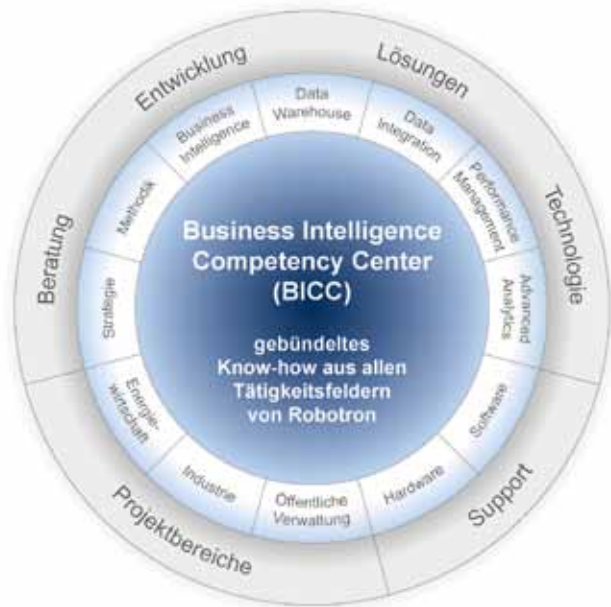 Entwicklung
Lösungen
Technologie
Support
Projektbereiche
Beratung
Data
Warehouse
Data
Integration
Performance
Management
Advanced
Analytics
Software
Hardware
Öffentliche
Verwaltung
Industrie
Energie-
wirtschaft
Strategie
Methodik
Business
Intelligence
Business Intelligence
Competency Center
(BICC)
gebündeltes
Know-how aus allen
Tätigkeitsfeldern
von Robotron